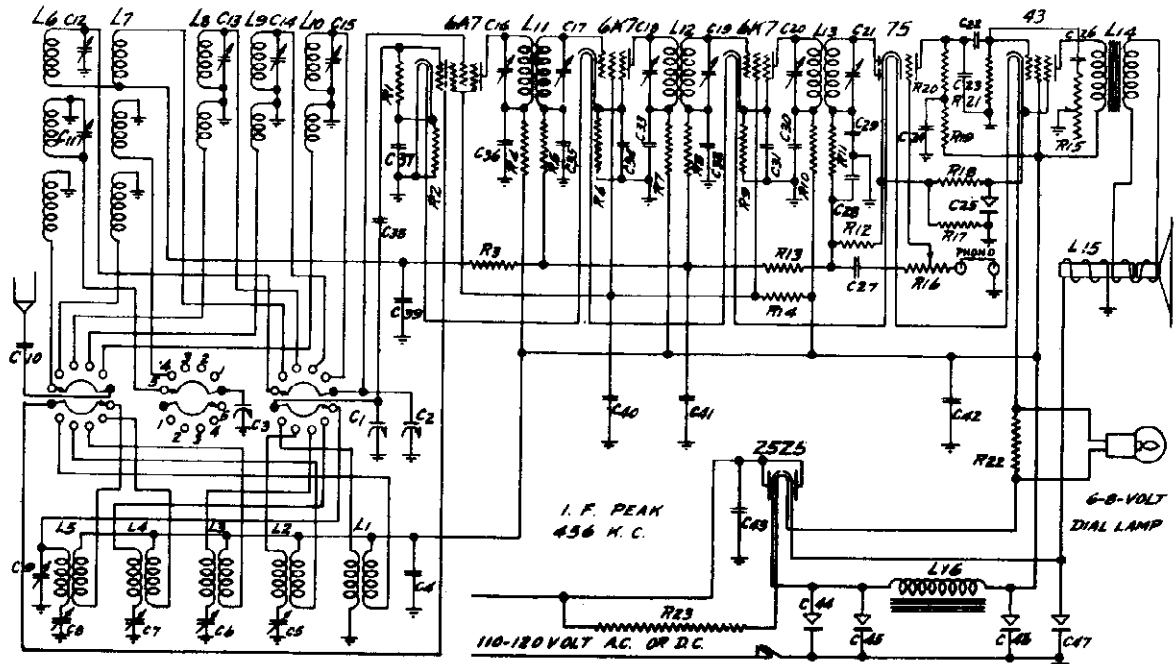 L6 C12 L7 L8 C13 L9 C14 L10 C15 6A7 C16 L11 C17 6K7 C18 L12 C19 6K7 C20 L13 C21 75 C22 43 C26 L14
C11 R1 R20 C23 R21
C37 R2 C36 R4 R5 C35 R6 C34 C33 R7 R8 C32 R9 C31 C30 R10 R11 C29 C24 R19 R15
C38 C28 R18 C25
R3 R12 R17
R13 C27 R16 PHONO L15
C10 C39 R14
4 3 2 1
5
C3 C1 C2 C40 C41 C42
1 2 3 4 5
25Z5 R22
I.F. PEAK
456 K.C.
C43
6-8-VOLT
DIAL LAMP
L5 L4 L3 L2 L1
C9 C4 L16
C8 C7 C6 C5 R23 C44 C45 C46 C47
110-120 VOLT A.C. OR D.C.